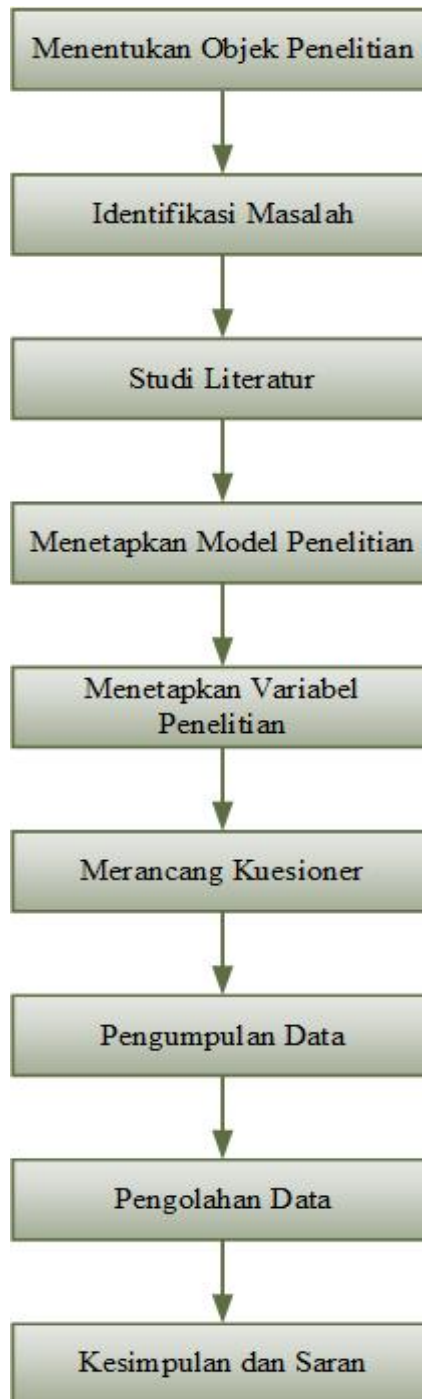 Menentukan Objek Penelitian
Identifikasi Masalah
Studi Literatur
Menetapkan Model Penelitian
Menetapkan Variabel
Penelitian
Merancang Kuesioner
Pengumpulan Data
Pengolahan Data
Kesimpulan dan Saran